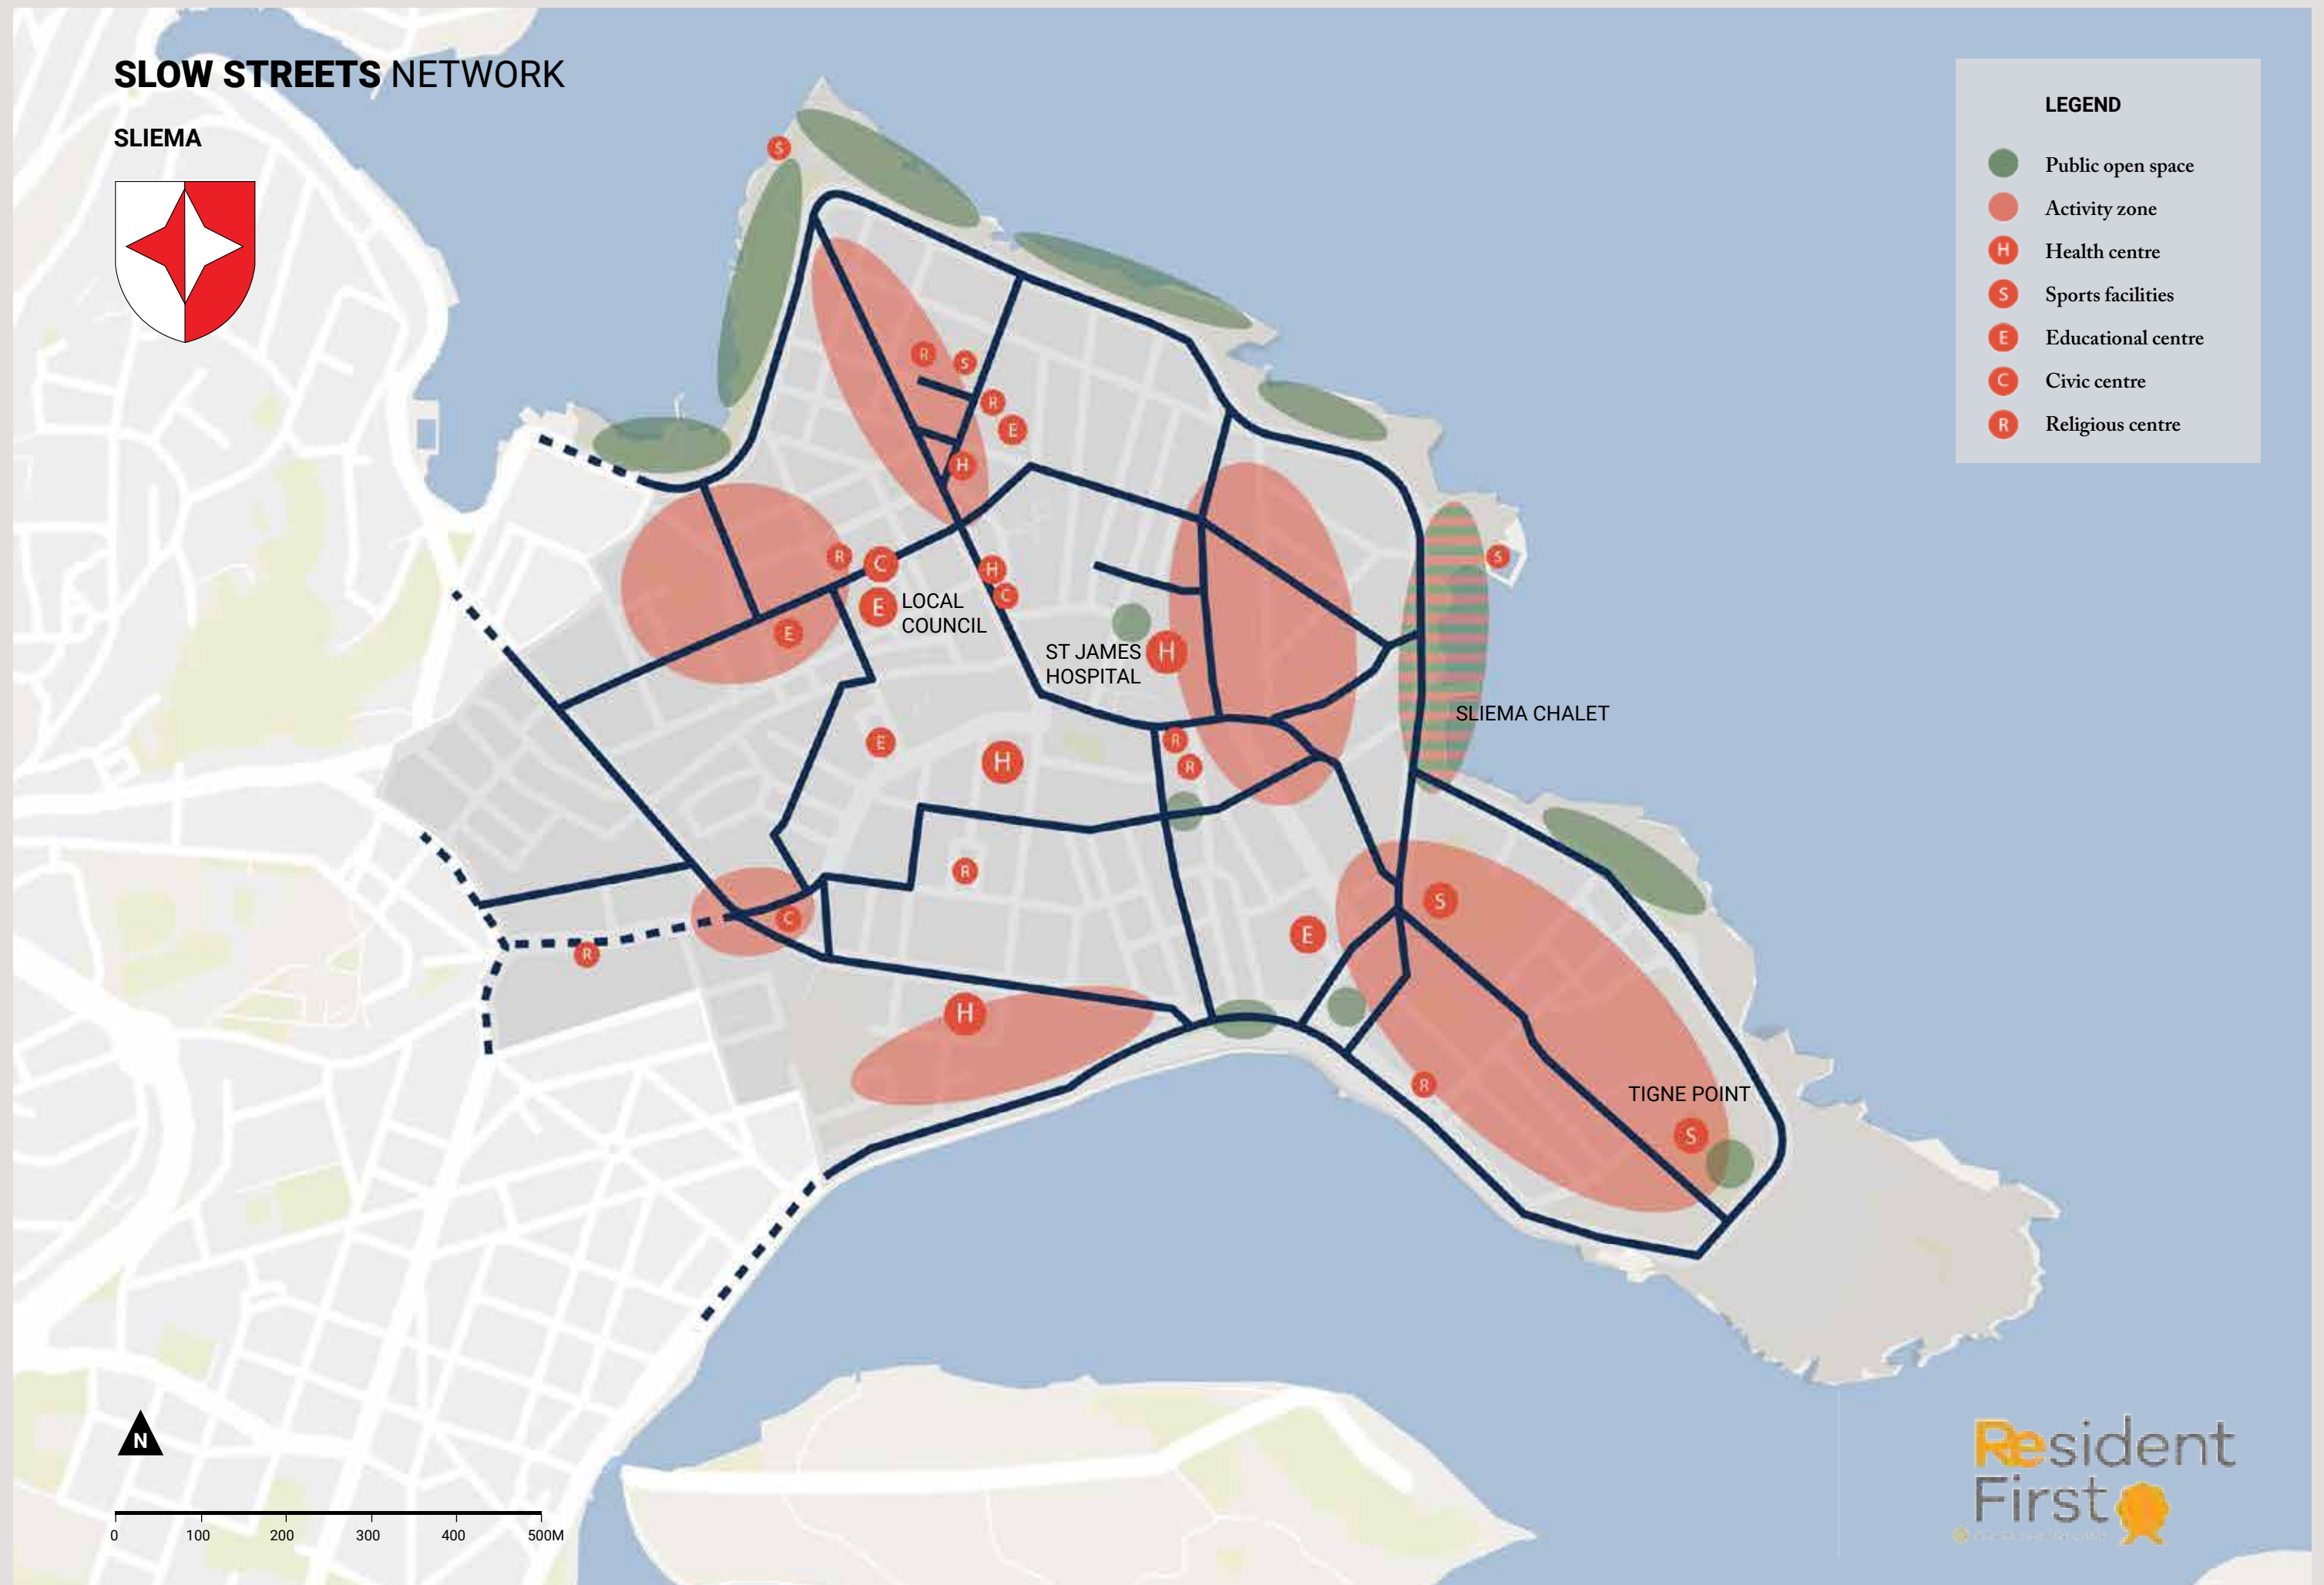 SLOW STREETS NETWORK
SLIEMA
LEGEND
Public open space
Activity zone
H Health centre
S Sports facilities
E Educational centre
C Civic centre
R Religious centre
S
R
S
R
E
H
R
C
H
C
E
LOCAL
COUNCIL
E
S
ST JAMES
HOSPITAL
H
SLIEMA CHALET
E
H
R
R
R
S
C
E
R
H
R
TIGNE POINT
S
N
0 100 200 300 400 500M
Resident
First